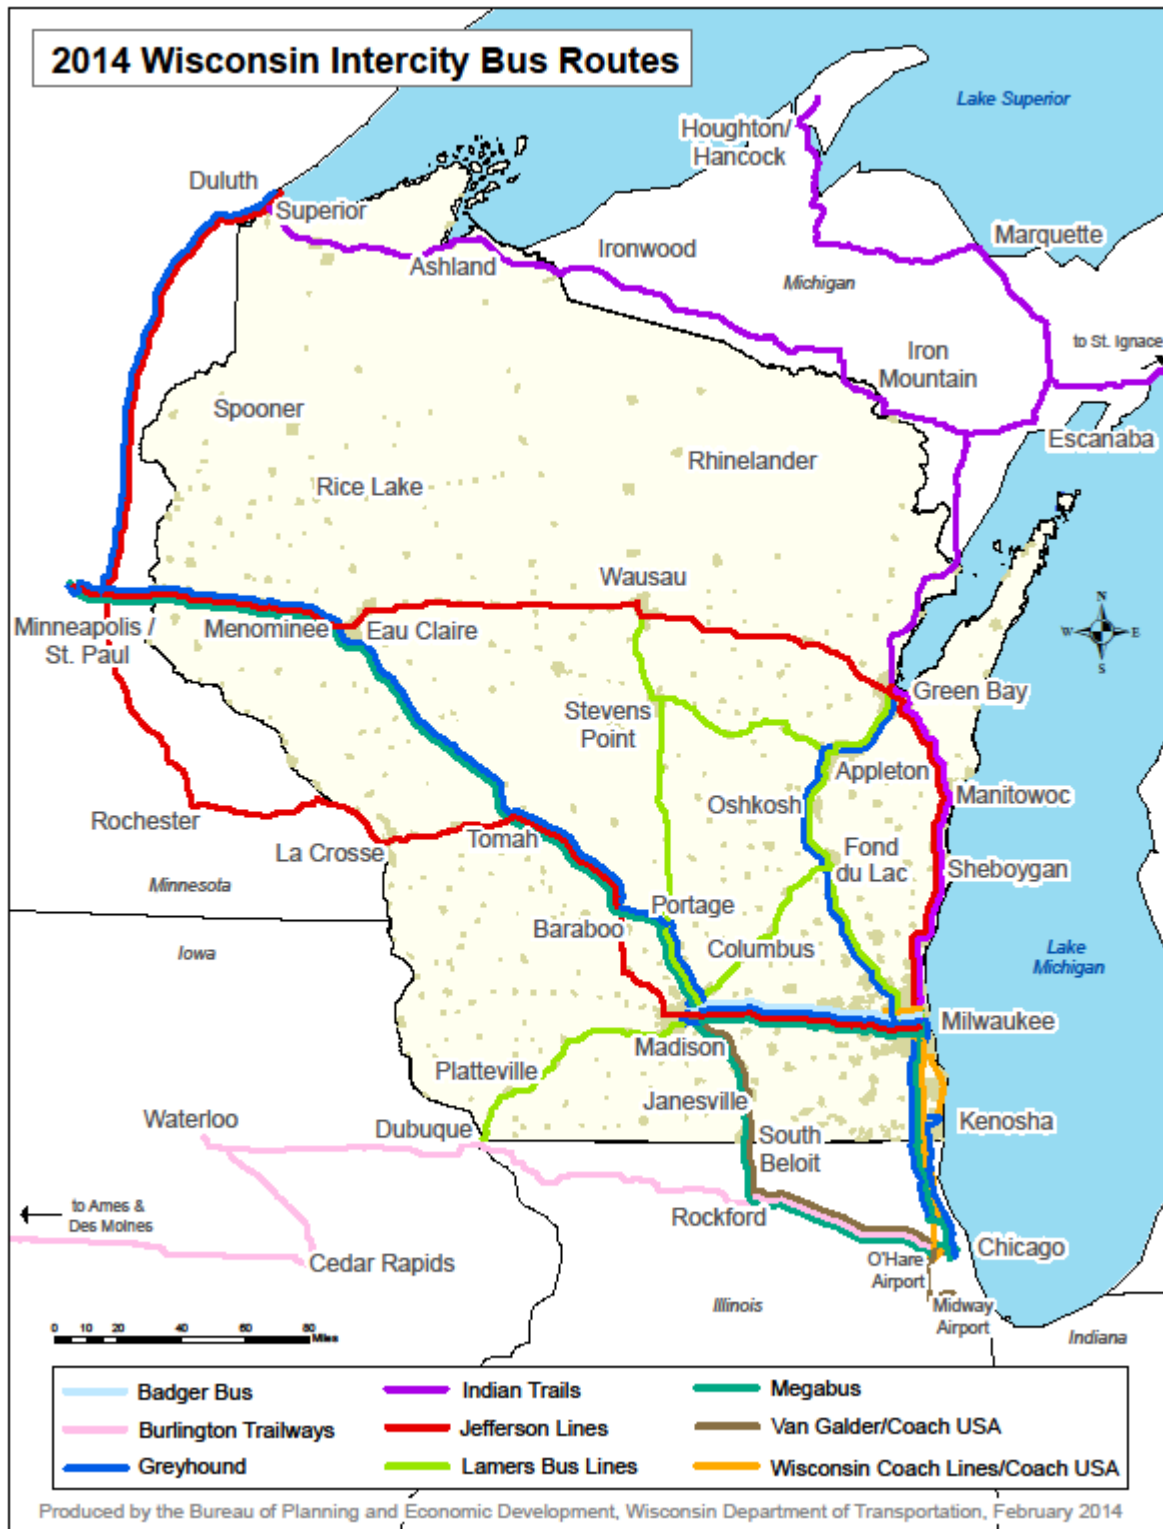 2014 Wisconsin Intercity Bus Routes
Lake Superior
Houghton/
Hancock
Duluth
Superior
Marquette
Ironwood
Ashland
Michigan
to St. Ignace
Iron
Mountain
Spooner
Escanaba
Rhinelander
Rice Lake
Wausau
N
W
E
S
Minneapolis /
St. Paul
Menominee
Eau Claire
Green Bay
Stevens
Point
Appleton
Manitowoc
Oshkosh
Rochester
Tomah
La Crosse
Fond
du Lac
Sheboygan
Minnesota
Portage
Baraboo
Columbus
Iowa
Lake
Michigan
Milwaukee
Madison
Platteville
Janesville
Waterloo
Dubuque
Kenosha
South
Beloit
to Ames &
Des Moines
Rockford
Cedar Rapids
Chicago
O'Hare
Airport
Illinois
Midway
Airport
Indiana
0 10 20 40 60 80
Miles
Badger Bus
Indian Trails
Megabus
Burlington Trailways
Jefferson Lines
Van Galder/Coach USA
Greyhound
Lamers Bus Lines
Wisconsin Coach Lines/Coach USA
Produced by the Bureau of Planning and Economic Development, Wisconsin Department of Transportation, February 2014